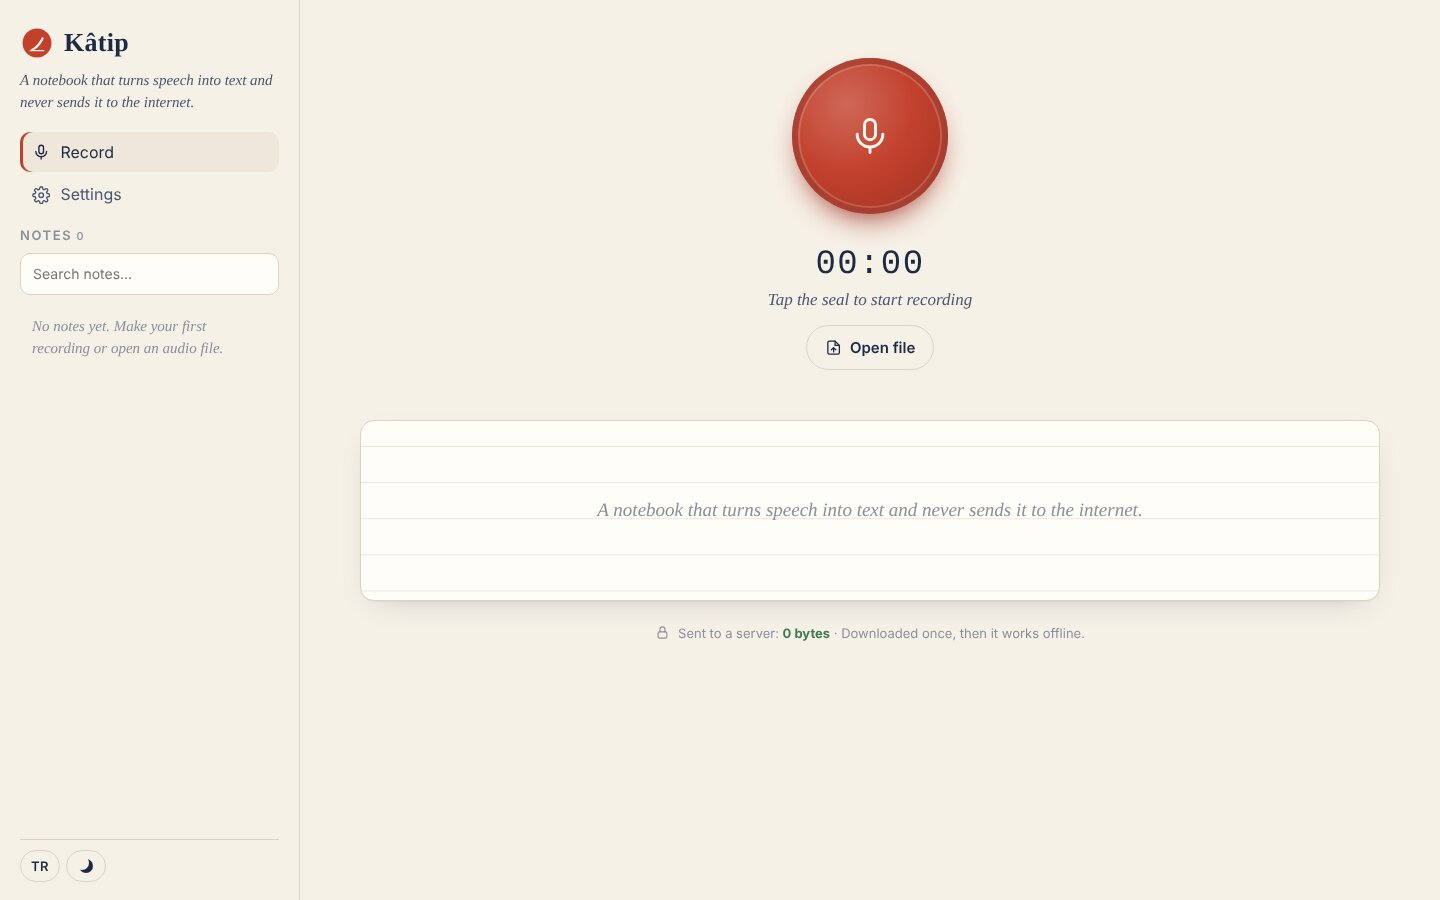 Kâtip
A notebook that turns speech into text and
never sends it to the internet.
Record
Settings
NOTES 0
Search notes...
No notes yet. Make your first
recording or open an audio file.
TR
00:00
Tap the seal to start recording
Open file
A notebook that turns speech into text and never sends it to the internet.
Sent to a server: 0 bytes · Downloaded once, then it works offline.